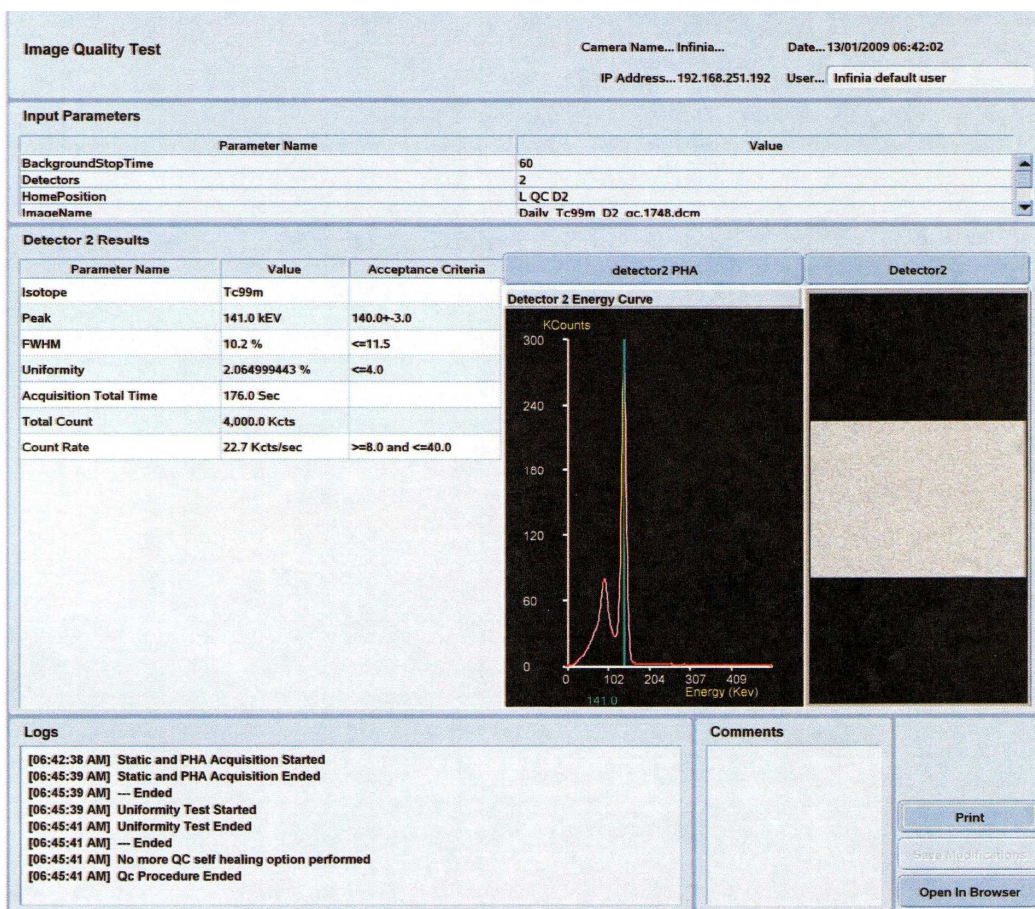 Image Quality Test
Camera Name... Infinia... Date... 13/01/2009 06:42:02
IP Address... 192.168.251.192 User... Infinia default user
Input Parameters
Parameter Name Value
BackgroundStopTime 60
Detectors 2
HomePosition L QC D2
ImageName Daily_Tc99m_D2_qc.1748.dcm
Detector 2 Results
Parameter Name Value Acceptance Criteria
Isotope Tc99m
Peak 141.0 kEV 140.0+-3.0
FWHM 10.2 % <=11.5
Uniformity 2.064999443 % <=4.0
Acquisition Total Time 176.0 Sec
Total Count 4,000.0 Kcts
Count Rate 22.7 Kcts/sec >=8.0 and <=40.0
detector2 PHA
Detector 2 Energy Curve
KCounts
300
240
180
120
60
0
0 102 204 307 409
Energy (Kev)
141.0
Detector2
Logs
[06:42:38 AM] Static and PHA Acquisition Started
[06:45:39 AM] Static and PHA Acquisition Ended
[06:45:39 AM] --- Ended
[06:45:39 AM] Uniformity Test Started
[06:45:41 AM] Uniformity Test Ended
[06:45:41 AM] --- Ended
[06:45:41 AM] No more QC self healing option performed
[06:45:41 AM] Qc Procedure Ended
Comments
Print
Save Modifications
Open In Browser